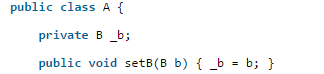 public class A {
private B _b;
public void setB(B b) { _b = b; }